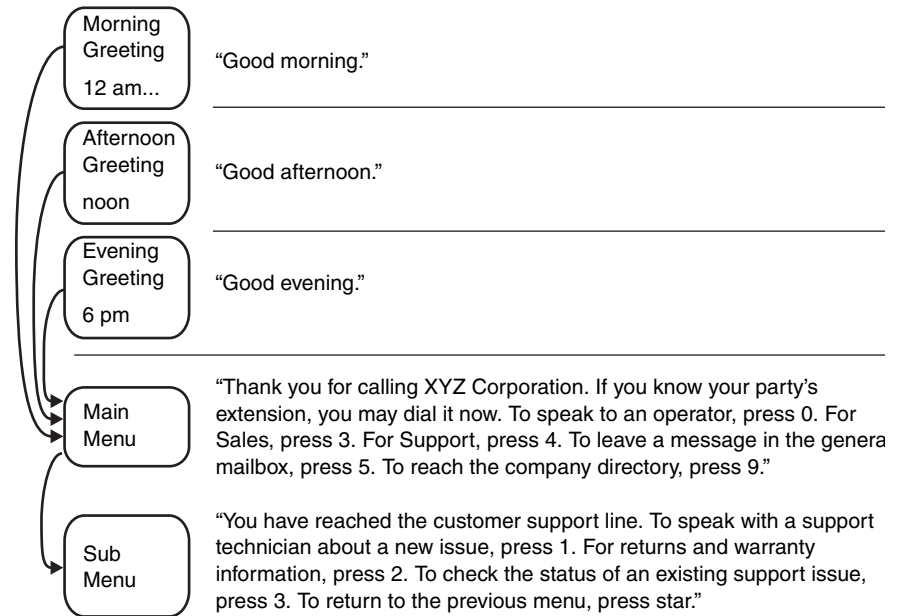 Morning
Greeting
12 am...
“Good morning.”
Afternoon
Greeting
noon
“Good afternoon.”
Evening
Greeting
6 pm
“Good evening.”
Main
Menu
“Thank you for calling XYZ Corporation. If you know your party’s
extension, you may dial it now. To speak to an operator, press 0. For
Sales, press 3. For Support, press 4. To leave a message in the genera
mailbox, press 5. To reach the company directory, press 9.”
Sub
Menu
“You have reached the customer support line. To speak with a support
technician about a new issue, press 1. For returns and warranty
information, press 2. To check the status of an existing support issue,
press 3. To return to the previous menu, press star.”